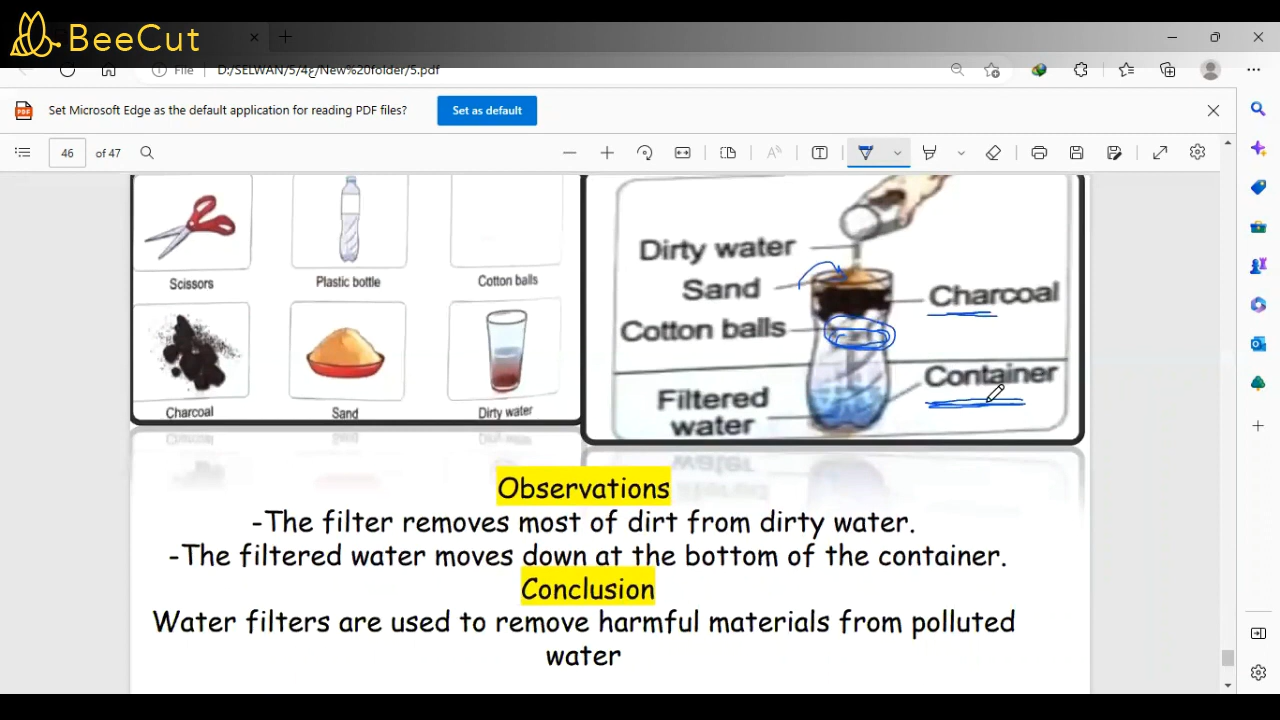 BeeCut
File
D:/SELWAN/5/4ع/New%20folder/5.pdf
Set Microsoft Edge as the default application for reading PDF files?
Set as default
46
of 47
Scissors
Plastic bottle
Cotton balls
Charcoal
Sand
Dirty water
Dirty water
Sand
Charcoal
Cotton balls
Container
Filtered
water
Observations
-The filter removes most of dirt from dirty water.
-The filtered water moves down at the bottom of the container.
Conclusion
Water filters are used to remove harmful materials from polluted
water